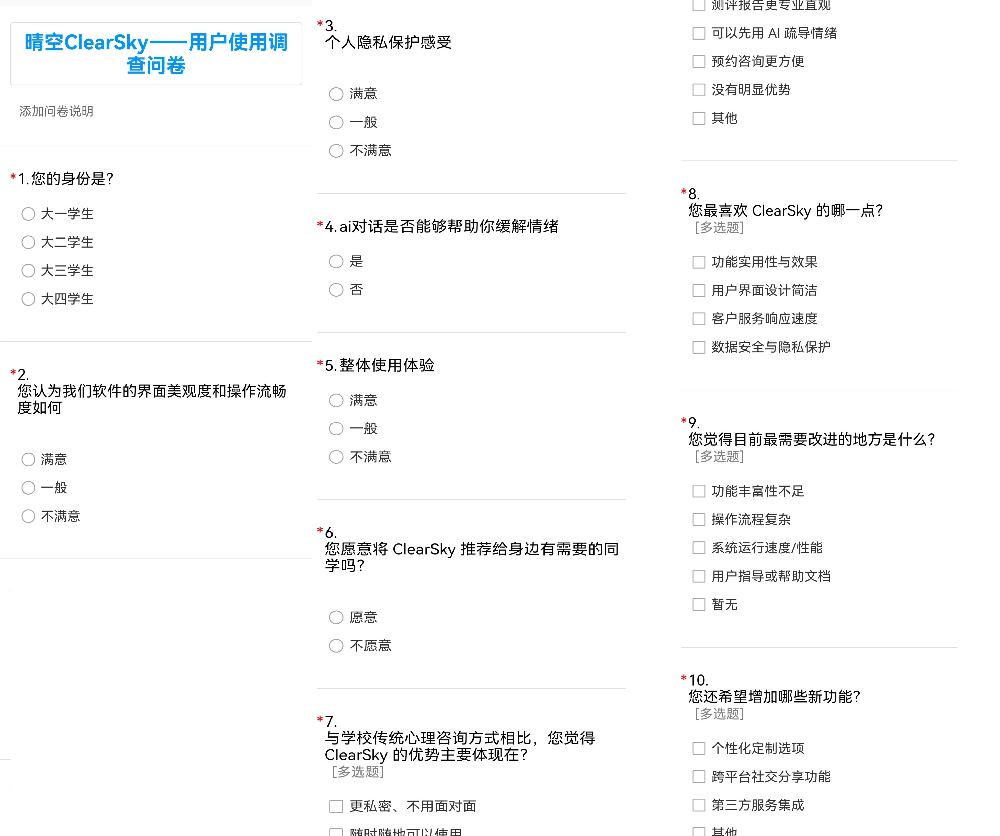 晴空ClearSky——用户使用调
查问卷
添加问卷说明
*1.您的身份是？
大一学生
大二学生
大三学生
大四学生
*2.
您认为我们软件的界面美观度和操作流畅
度如何
满意
一般
不满意
*3.
个人隐私保护感受
满意
一般
不满意
*4.ai对话是否能够帮助你缓解情绪
是
否
*5.整体使用体验
满意
一般
不满意
*6.
您愿意将 ClearSky 推荐给身边有需要的同
学吗？
愿意
不愿意
*7.
与学校传统心理咨询方式相比，您觉得
ClearSky 的优势主要体现在？
[多选题]
更私密、不用面对面
随时随地可以使用
测评报告更专业直观
可以先用 AI 疏导情绪
预约咨询更方便
没有明显优势
其他
*8.
您最喜欢 ClearSky 的哪一点？
[多选题]
功能实用性与效果
用户界面设计简洁
客户服务响应速度
数据安全与隐私保护
*9.
您觉得目前最需要改进的地方是什么？
[多选题]
功能丰富性不足
操作流程复杂
系统运行速度/性能
用户指导或帮助文档
暂无
*10.
您还希望增加哪些新功能？
[多选题]
个性化定制选项
跨平台社交分享功能
第三方服务集成
其他